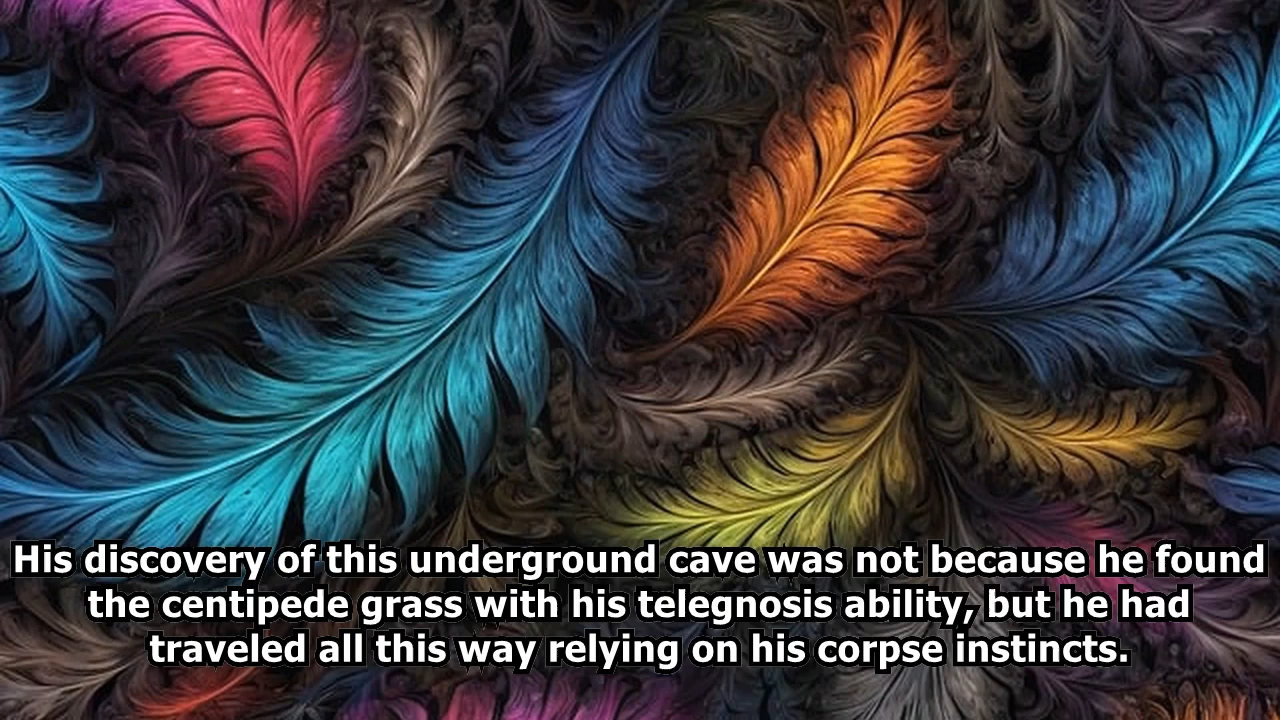 His discovery of this underground cave was not because he found
the centipede grass with his telegnosis ability, but he had
traveled all this way relying on his corpse instincts.